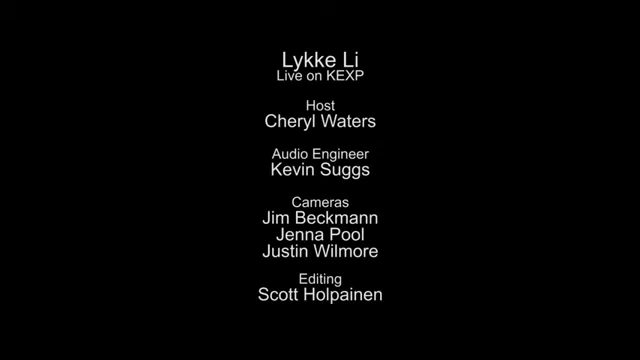 Lykke Li
Live on KEXP
Host
Cheryl Waters
Audio Engineer
Kevin Suggs
Cameras
Jim Beckmann
Jenna Pool
Justin Wilmore
Editing
Scott Holpainen